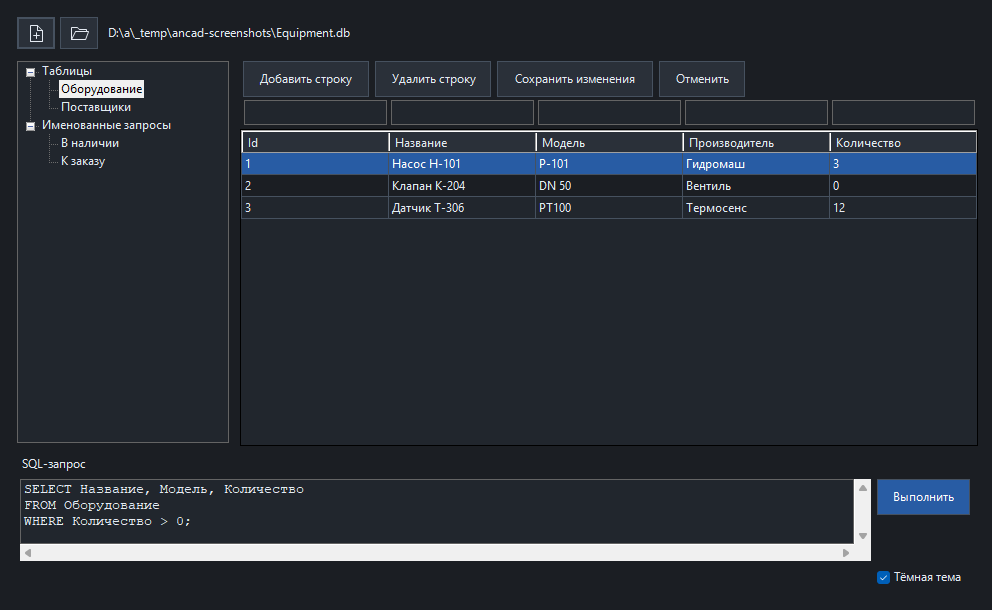 D:\a\_temp\ancad-screenshots\Equipment.db
Таблицы
Оборудование
Поставщики
Именованные запросы
В наличии
К заказу
Добавить строку Удалить строку Сохранить изменения Отменить
Id Название Модель Производитель Количество
1 Насос Н-101 P-101 Гидромаш 3
2 Клапан К-204 DN 50 Вентиль 0
3 Датчик Т-306 PT100 Термосенс 12
SQL-запрос
SELECT Название, Модель, Количество
FROM Оборудование
WHERE Количество > 0;
Выполнить
Тёмная тема